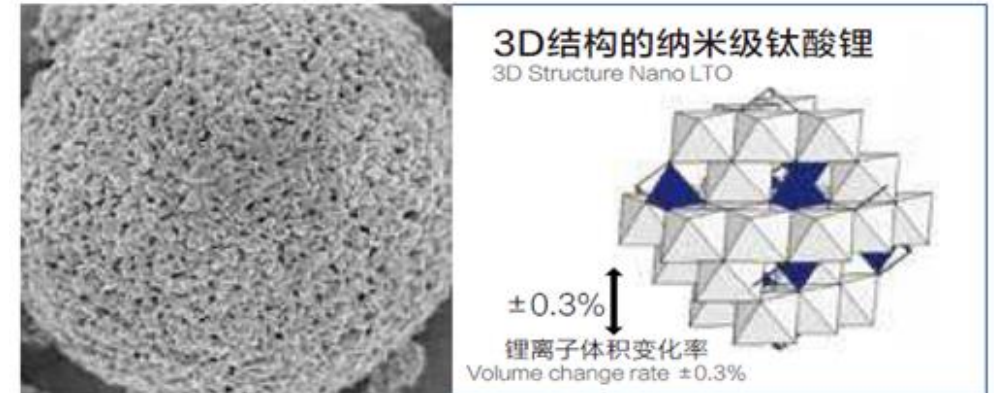 3D结构的纳米级钛酸锂
3D Structure Nano LTO
±0.3%
锂离子体积变化率
Volume change rate ±0.3%